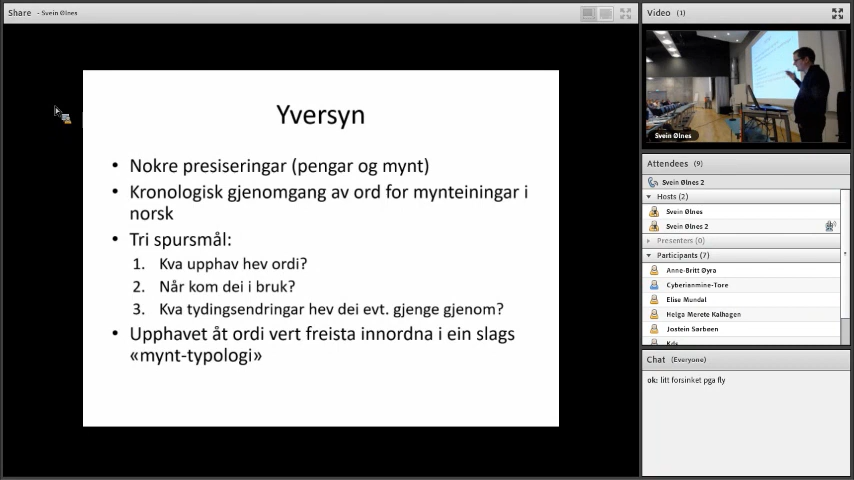 Share - Svein Ølnes
Yversyn
• Nokre presiseringar (pengar og mynt)
• Kronologisk gjenomgang av ord for mynteiningar i
norsk
• Tri spursmål:
1. Kva upphav hev ordi?
2. Når kom dei i bruk?
3. Kva tydingsendringar hev dei evt. gjenge gjenom?
• Upphavet åt ordi vert freista innordna i ein slags
«mynt-typologi»
Video (1)
Svein Ølnes
Attendees (9)
Svein Ølnes 2
Hosts (2)
Svein Ølnes
Svein Ølnes 2
Presenters (0)
Participants (7)
Anne-Britt Øyra
Cyberianmine-Tore
Elise Mundal
Helga Merete Kalhagen
Jostein Sørbøen
Chat (Everyone)
ok: litt forsinket pga fly